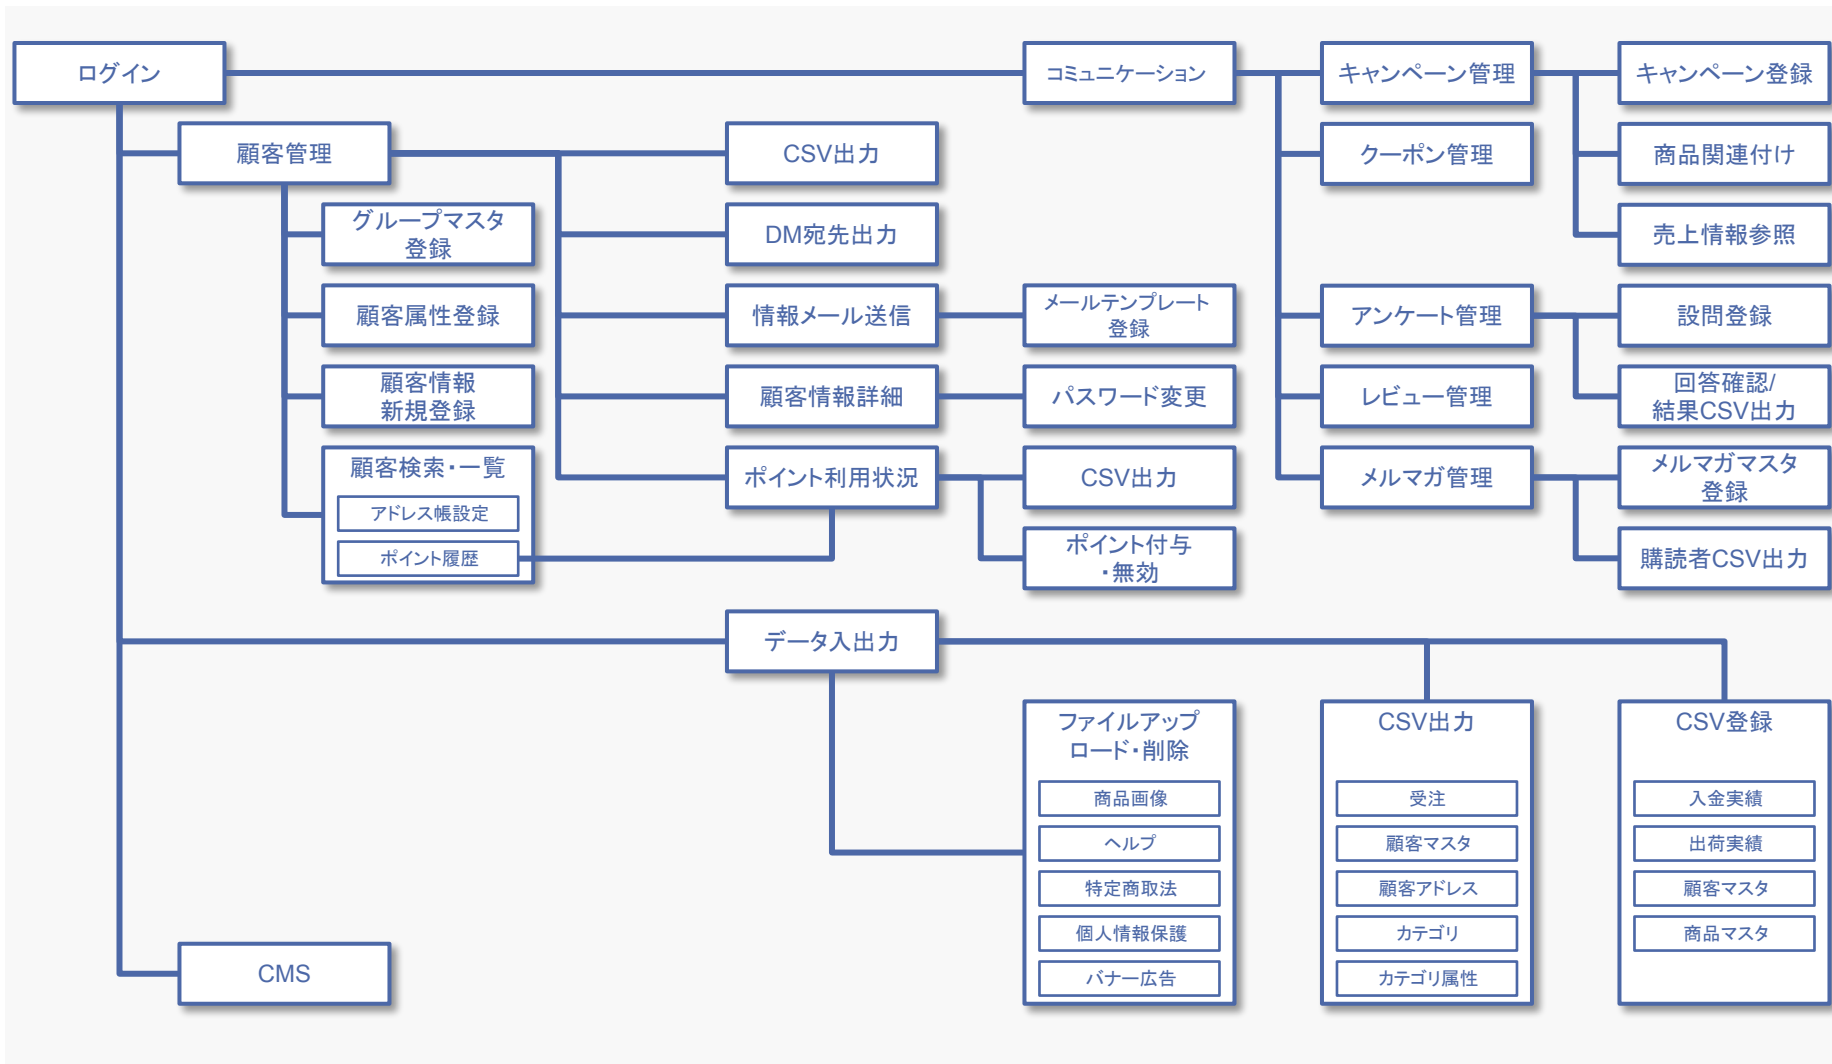 ログイン
コミュニケーション
キャンペーン管理
キャンペーン登録
顧客管理
CSV出力
クーポン管理
商品関連付け
グループマスタ
登録
DM宛先出力
売上情報参照
顧客属性登録
情報メール送信
メールテンプレート
登録
アンケート管理
設問登録
顧客情報
新規登録
顧客情報詳細
パスワード変更
レビュー管理
回答確認/
結果CSV出力
顧客検索・一覧
アドレス帳設定
ポイント履歴
ポイント利用状況
CSV出力
メルマガ管理
メルマガマスタ
登録
ポイント付与
・無効
購読者CSV出力
データ入出力
ファイルアップ
ロード・削除
商品画像
ヘルプ
特定商取法
個人情報保護
バナー広告
CSV出力
受注
顧客マスタ
顧客アドレス
カテゴリ
カテゴリ属性
CSV登録
入金実績
出荷実績
顧客マスタ
商品マスタ
CMS